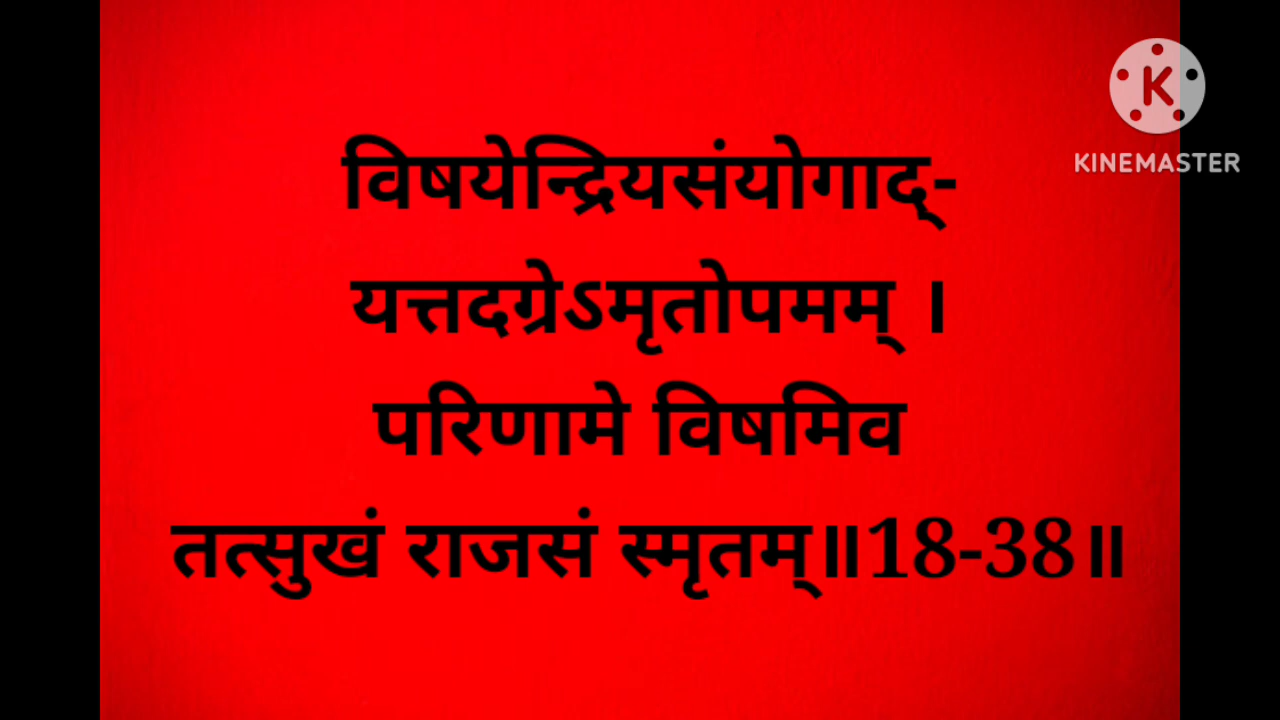 KINEMASTER
विषयेन्द्रियसंयोगाद्-
यत्तदग्रेऽमृतोपमम् ।
परिणामे विषमिव
तत्सुखं राजसं स्मृतम्॥18-38॥